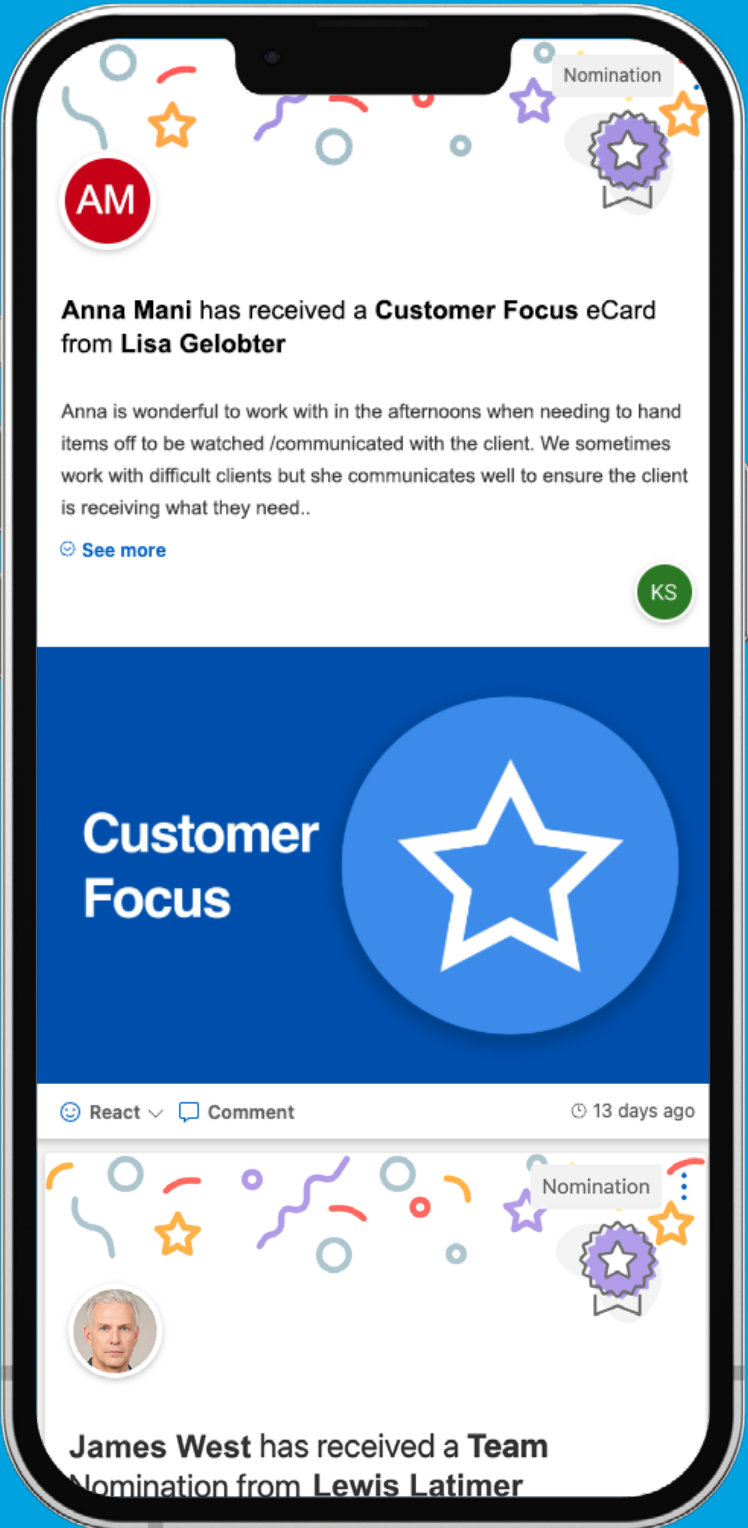 Nomination
AM
Anna Mani has received a Customer Focus eCard
from Lisa Gelobter
Anna is wonderful to work with in the afternoons when needing to hand
items off to be watched /communicated with the client. We sometimes
work with difficult clients but she communicates well to ensure the client
is receiving what they need..
See more
KS
Customer
Focus
React Comment 13 days ago
Nomination
James West has received a Team
Nomination from Lewis Latimer